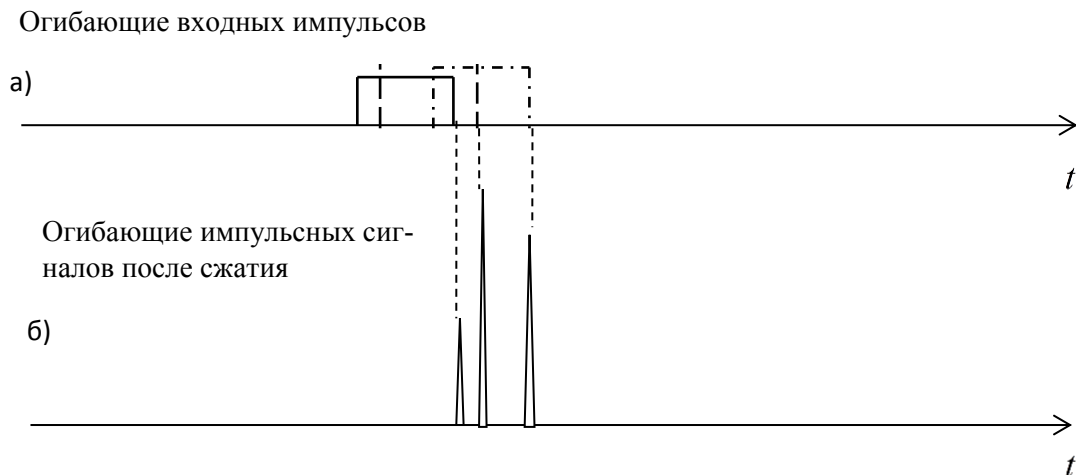 Огибающие входных импульсов
а)
t
Огибающие импульсных сиг-
налов после сжатия
б)
t